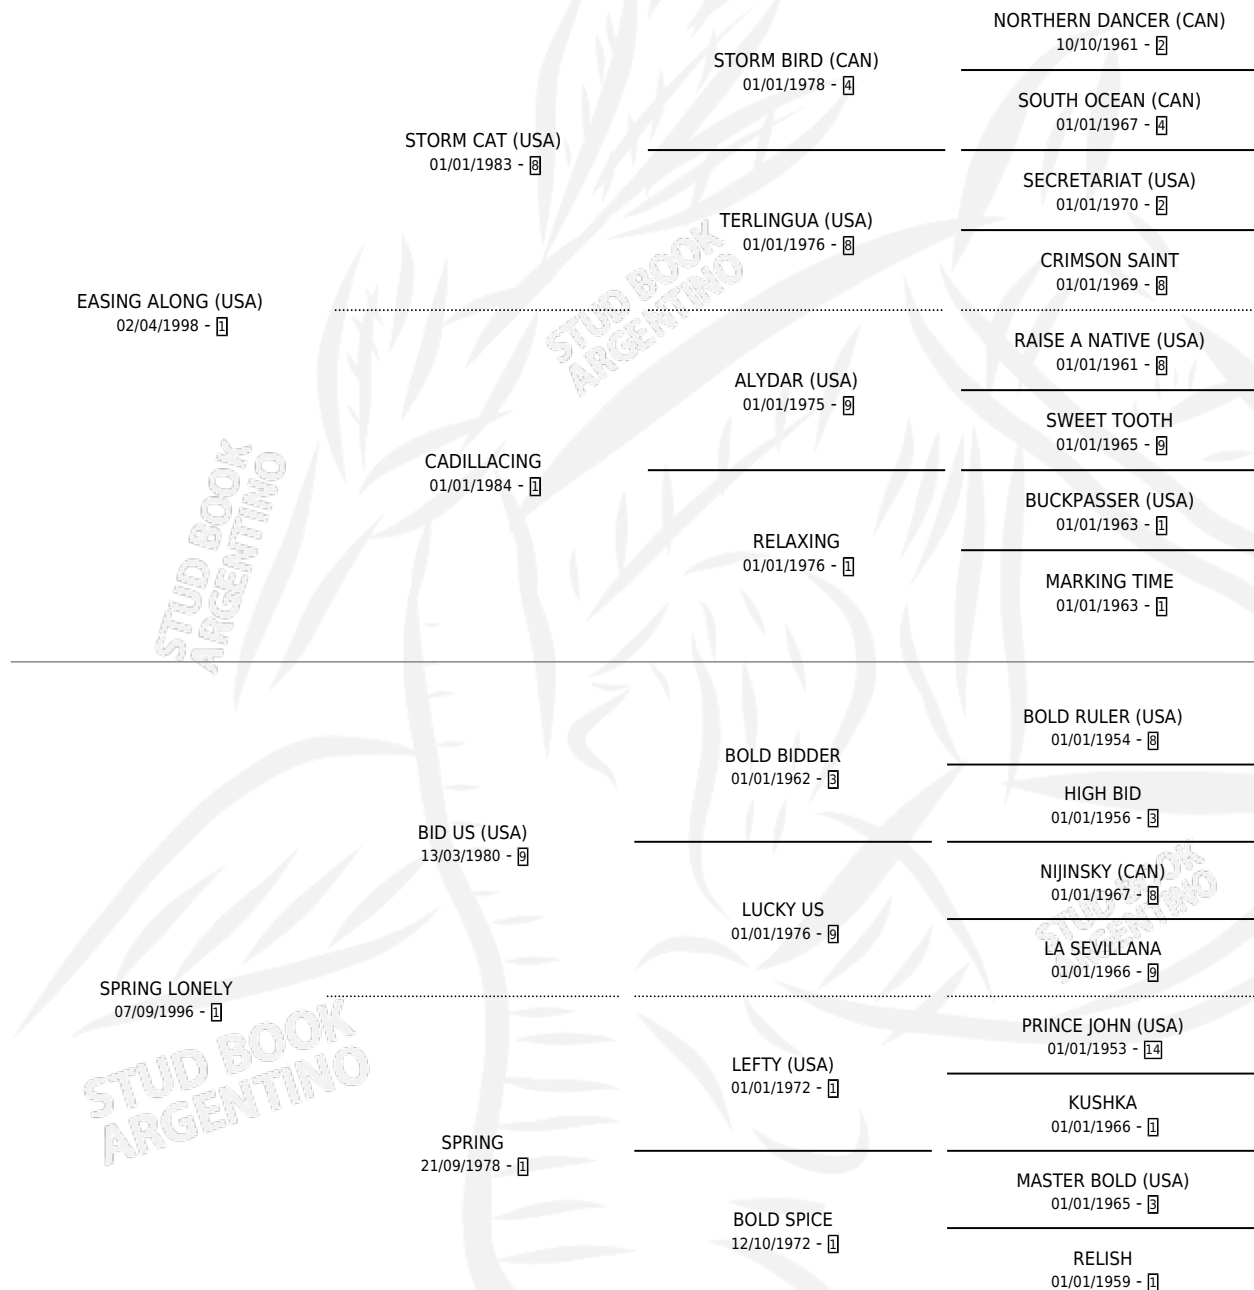 NORTHERN DANCER (CAN)
10/10/1961 - 2
STORM BIRD (CAN)
01/01/1978 - 4
SOUTH OCEAN (CAN)
01/01/1967 - 4
STORM CAT (USA)
01/01/1983 - 8
SECRETARIAT (USA)
01/01/1970 - 2
TERLINGUA (USA)
01/01/1976 - 8
CRIMSON SAINT
01/01/1969 - 8
EASING ALONG (USA)
02/04/1998 - 1
RAISE A NATIVE (USA)
01/01/1961 - 8
ALYDAR (USA)
01/01/1975 - 9
SWEET TOOTH
01/01/1965 - 9
CADILLACING
01/01/1984 - 1
BUCKPASSER (USA)
01/01/1963 - 1
RELAXING
01/01/1976 - 1
MARKING TIME
01/01/1963 - 1
BOLD RULER (USA)
01/01/1954 - 8
BOLD BIDDER
01/01/1962 - 3
HIGH BID
01/01/1956 - 3
BID US (USA)
13/03/1980 - 9
NIJINSKY (CAN)
01/01/1967 - 8
LUCKY US
01/01/1976 - 9
LA SEVILLANA
01/01/1966 - 9
SPRING LONELY
07/09/1996 - 1
PRINCE JOHN (USA)
01/01/1953 - 14
LEFTY (USA)
01/01/1972 - 1
KUSHKA
01/01/1966 - 1
SPRING
21/09/1978 - 1
MASTER BOLD (USA)
01/01/1965 - 3
BOLD SPICE
12/10/1972 - 1
RELISH
01/01/1959 - 1
STUD BOOK
ARGENTINO
STUD BOOK
ARGENTINO
STUD BOOK
ARGENTINO
STUD BOOK
ARGENTINO